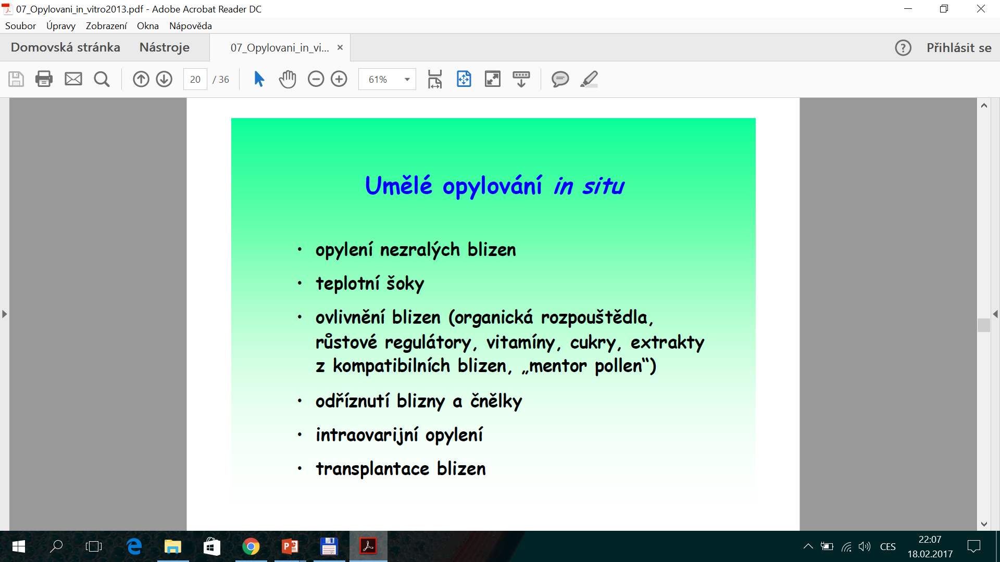 07_Opylovani_in_vitro2013.pdf - Adobe Acrobat Reader DC
Soubor Úpravy Zobrazení Okna Nápověda
Domovská stránka Nástroje 07_Opylovani_in_vi... × ? Přihlásit se
20 / 36 61%
Umělé opylování in situ
• opylení nezralých blizen
• teplotní šoky
• ovlivnění blizen (organická rozpouštědla,
růstové regulátory, vitamíny, cukry, extrakty
z kompatibilních blizen, „mentor pollen“)
• odříznutí blizny a čnělky
• intraovarijní opylení
• transplantace blizen
CES 22:07
18.02.2017